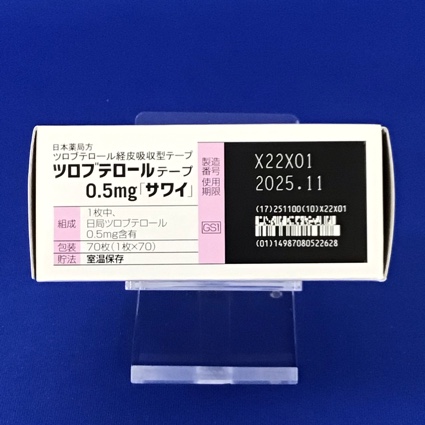 日本薬局方
ツロブテロール経皮吸収型テープ
ツロブテロールテープ
0.5mg「サワイ」
組成
1枚中、
日局ツロブテロール
0.5mg含有
包装 70枚(1枚×70)
貯法 室温保存
製造番号
使用期限
GS1
X22X01
2025.11
(17)251100(10)X22X01
(01)14987080522628